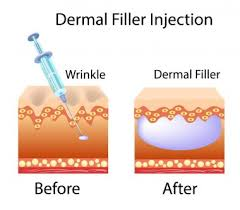 Dermal Filler Injection
Wrinkle
Dermal Filler
Before
After